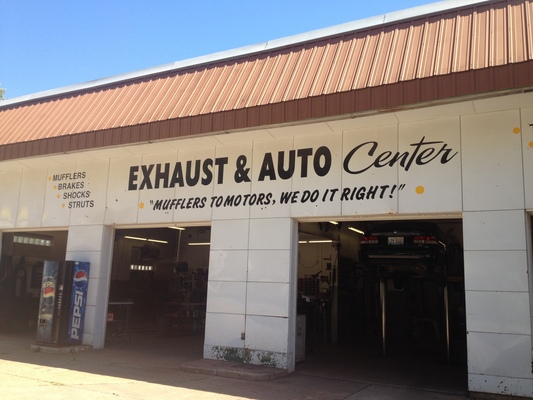 MUFFLERS
BRAKES
SHOCKS
STRUTS
EXHAUST & AUTO Center
"MUFFLERS TO MOTORS, WE DO IT RIGHT!"
PEPSI